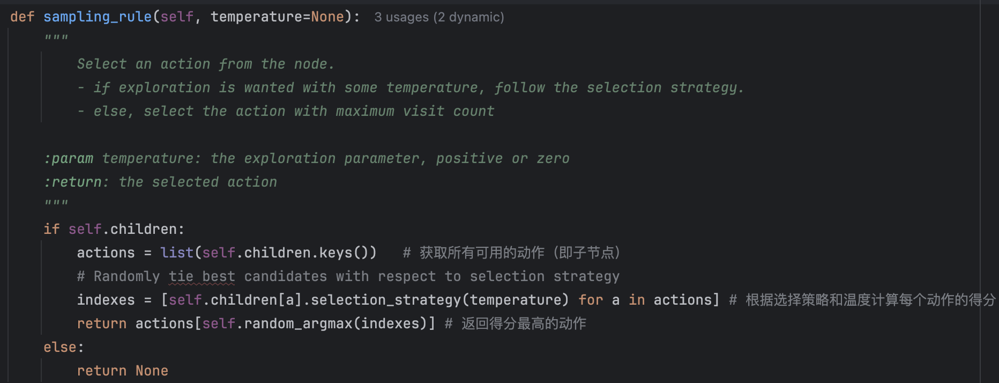 def sampling_rule(self, temperature=None):   3 usages (2 dynamic)
    """
        Select an action from the node.
        - if exploration is wanted with some temperature, follow the selection strategy.
        - else, select the action with maximum visit count

    :param temperature: the exploration parameter, positive or zero
    :return: the selected action
    """
    if self.children:
        actions = list(self.children.keys())   # 获取所有可用的动作（即子节点）
        # Randomly tie best candidates with respect to selection strategy
        indexes = [self.children[a].selection_strategy(temperature) for a in actions] # 根据选择策略和温度计算每个动作的得分
        return actions[self.random_argmax(indexes)] # 返回得分最高的动作
    else:
        return None